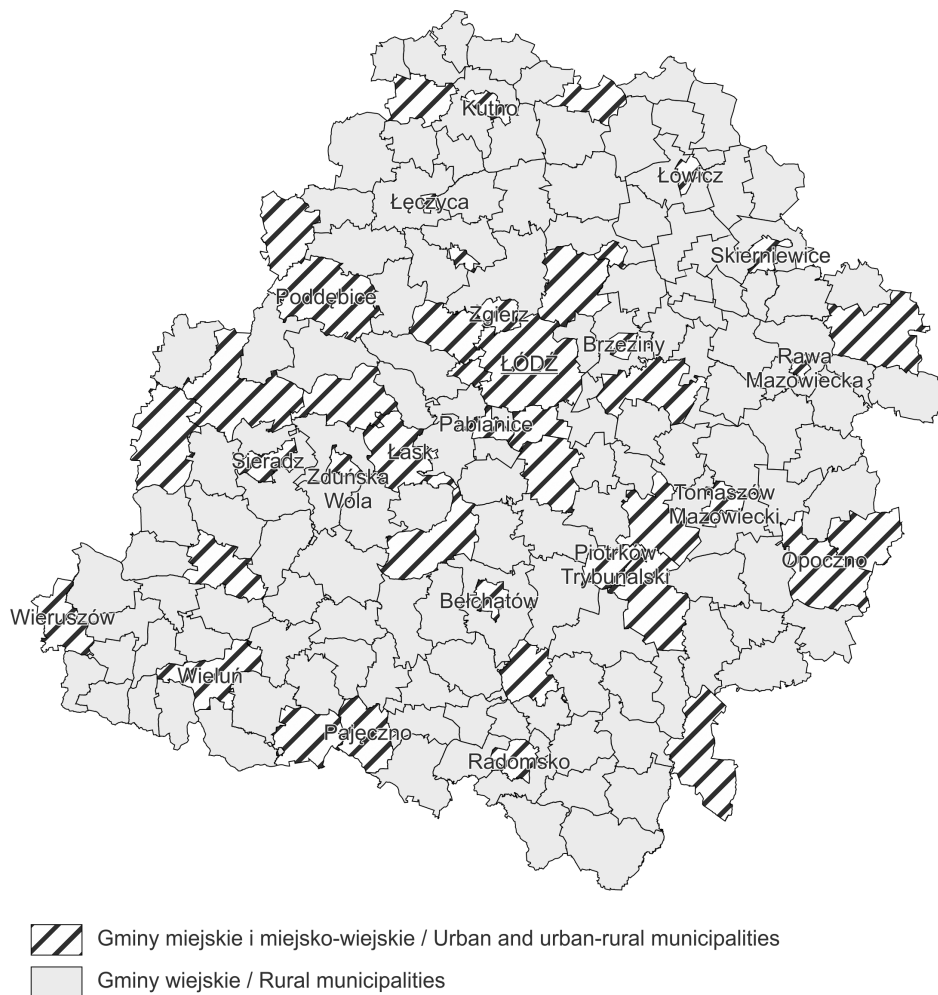 Kutno
Łowicz
Łęczyca
Skierniewice
Poddębice
Zgierz
Brzeziny
ŁÓDŹ
Rawa
Mazowiecka
Pabianice
Łask
Sieradz
Zduńska
Wola
Tomaszów
Mazowiecki
Piotrków
Trybunalski
Opoczno
Bełchatów
Wieruszów
Wieluń
Pajęczno
Radomsko
Gminy miejskie i miejsko-wiejskie / Urban and urban-rural municipalities
Gminy wiejskie / Rural municipalities